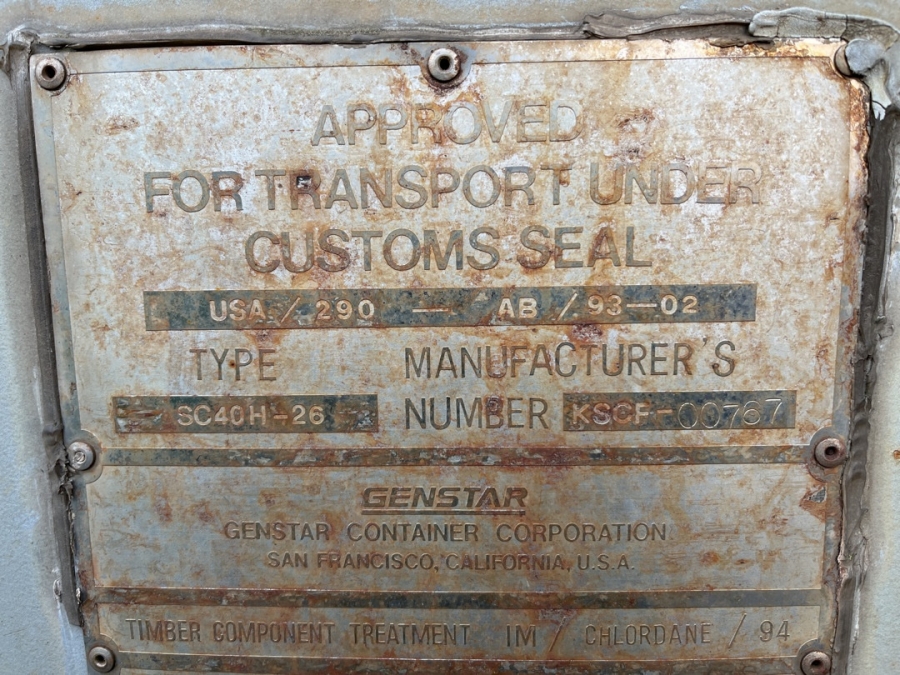 APPROVED
FOR TRANSPORT UNDER
CUSTOMS SEAL
USA / 290 — AB / 93-02
TYPE MANUFACTURER'S
SC40H-26 NUMBER KSCF-00767
GENSTAR
GENSTAR CONTAINER CORPORATION
SAN FRANCISCO, CALIFORNIA, U.S.A.
TIMBER COMPONENT TREATMENT IM / CHLORDANE / 94